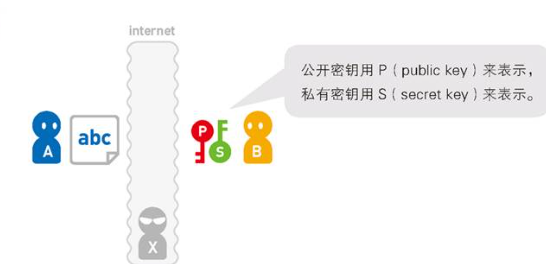 internet
公开密钥用 P（public key）来表示，
私有密钥用 S（secret key）来表示。
A
abc
P
S
B
X